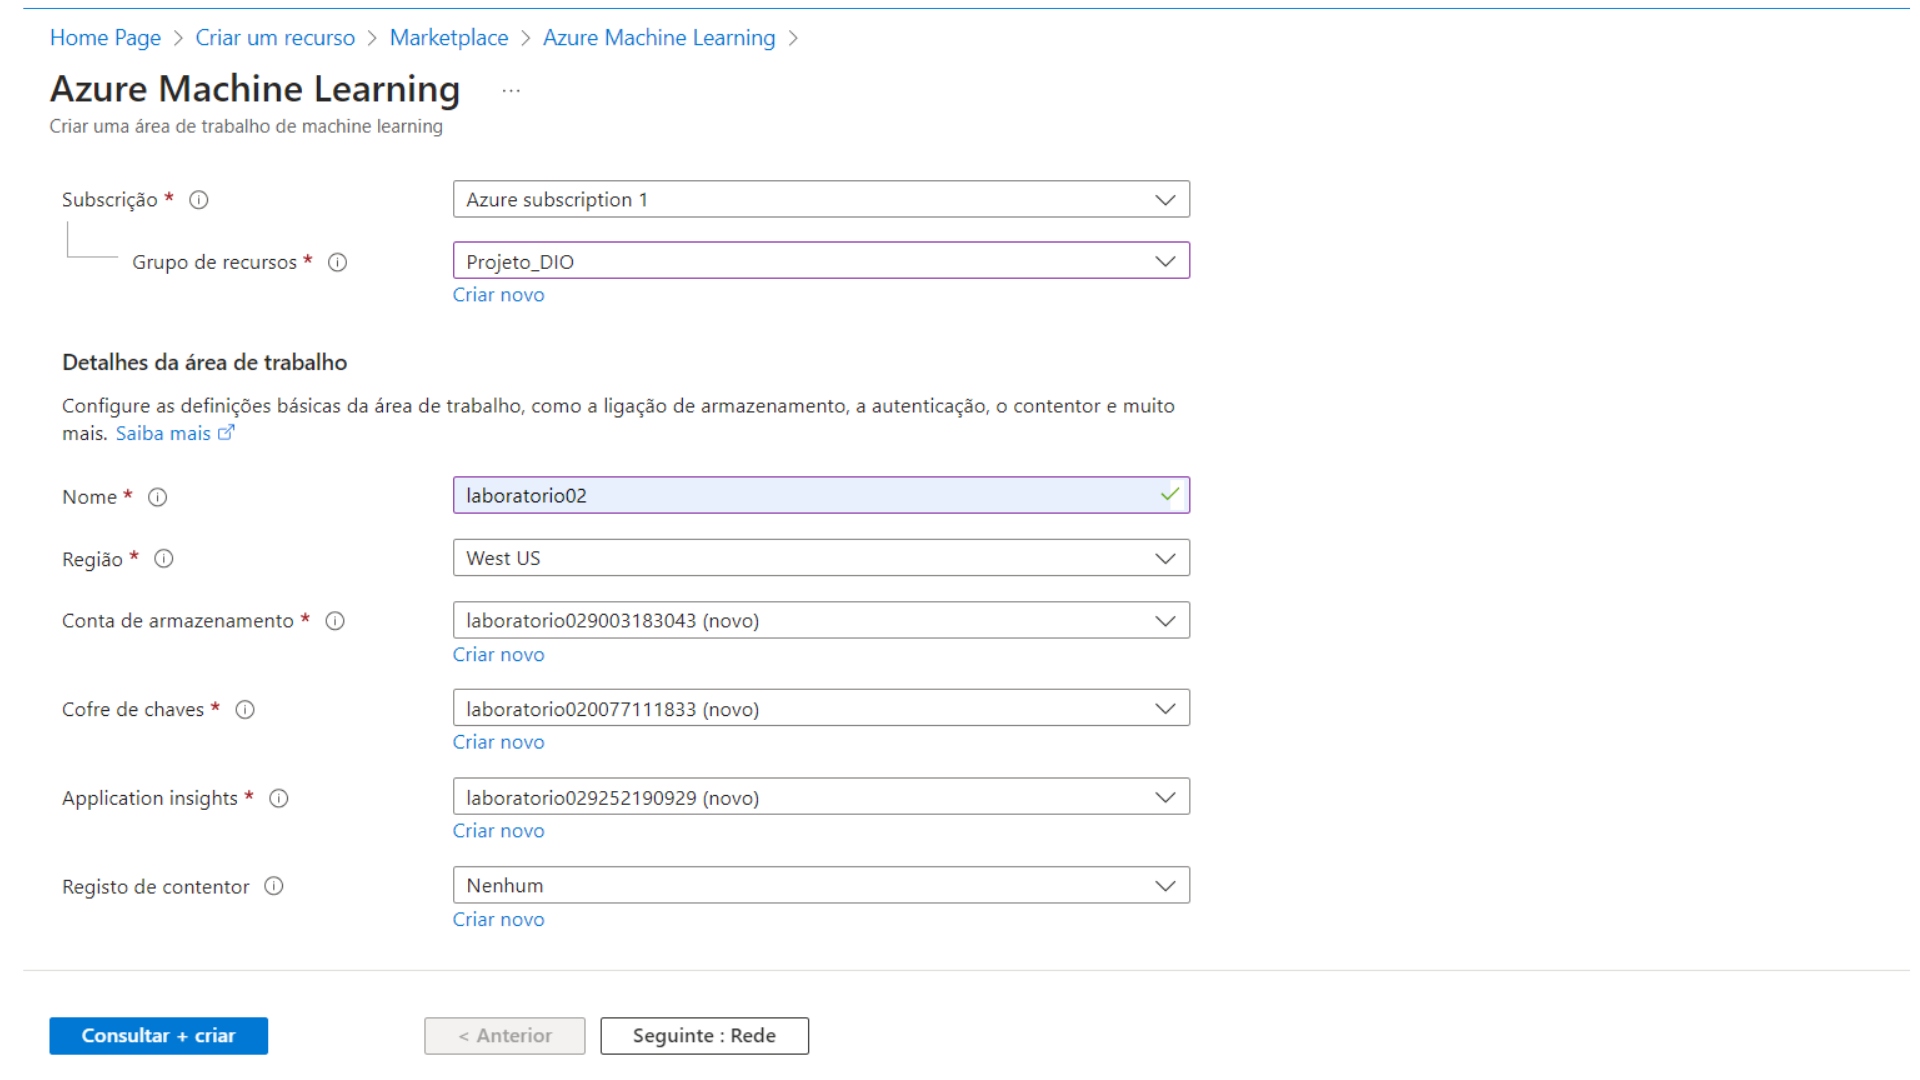 Home Page > Criar um recurso > Marketplace > Azure Machine Learning >
Azure Machine Learning ...
Criar uma área de trabalho de machine learning
Subscrição * Azure subscription 1
Grupo de recursos * Projeto_DIO
Criar novo
Detalhes da área de trabalho
Configure as definições básicas da área de trabalho, como a ligação de armazenamento, a autenticação, o contentor e muito
mais. Saiba mais
Nome * laboratorio02
Região * West US
Conta de armazenamento * laboratorio029003183043 (novo)
Criar novo
Cofre de chaves * laboratorio020077111833 (novo)
Criar novo
Application insights * laboratorio029252190929 (novo)
Criar novo
Registo de contentor Nenhum
Criar novo
Consultar + criar < Anterior Seguinte : Rede